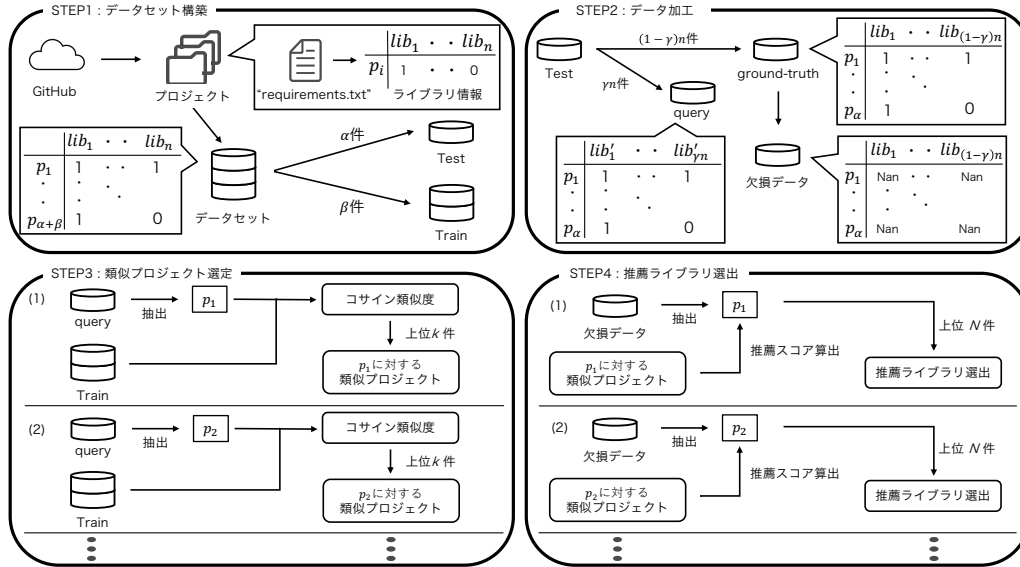 STEP1 : データセット構築
GitHub
プロジェクト
"requirements.txt"
lib₁ · · libₙ
pᵢ 1 · · 0
ライブラリ情報
lib₁ · · libₙ
p₁ 1 · · 1
· · ·
· · ·
p_{α+β} 1 0
データセット
α件
Test
β件
Train
STEP2 : データ加工
Test
(1 − γ)n件
γn件
ground-truth
query
lib₁ · · lib_{(1−γ)n}
p₁ 1 · · 1
· · ·
· · ·
p_α 1 0
lib′₁ · · lib′_{γn}
p₁ 1 · · 1
· · ·
· · ·
p_α 1 0
欠損データ
lib₁ · · lib_{(1−γ)n}
p₁ Nan · · Nan
· · ·
· · ·
p_α Nan Nan
STEP3 : 類似プロジェクト選定
(1)
query
抽出
p₁
コサイン類似度
上位k 件
Train
p₁に対する
類似プロジェクト
(2)
query
抽出
p₂
コサイン類似度
上位k 件
Train
p₂に対する
類似プロジェクト
STEP4 : 推薦ライブラリ選出
(1)
欠損データ
抽出
p₁
上位 N 件
推薦スコア算出
p₁に対する
類似プロジェクト
推薦ライブラリ選出
(2)
欠損データ
抽出
p₂
上位 N 件
推薦スコア算出
p₂に対する
類似プロジェクト
推薦ライブラリ選出